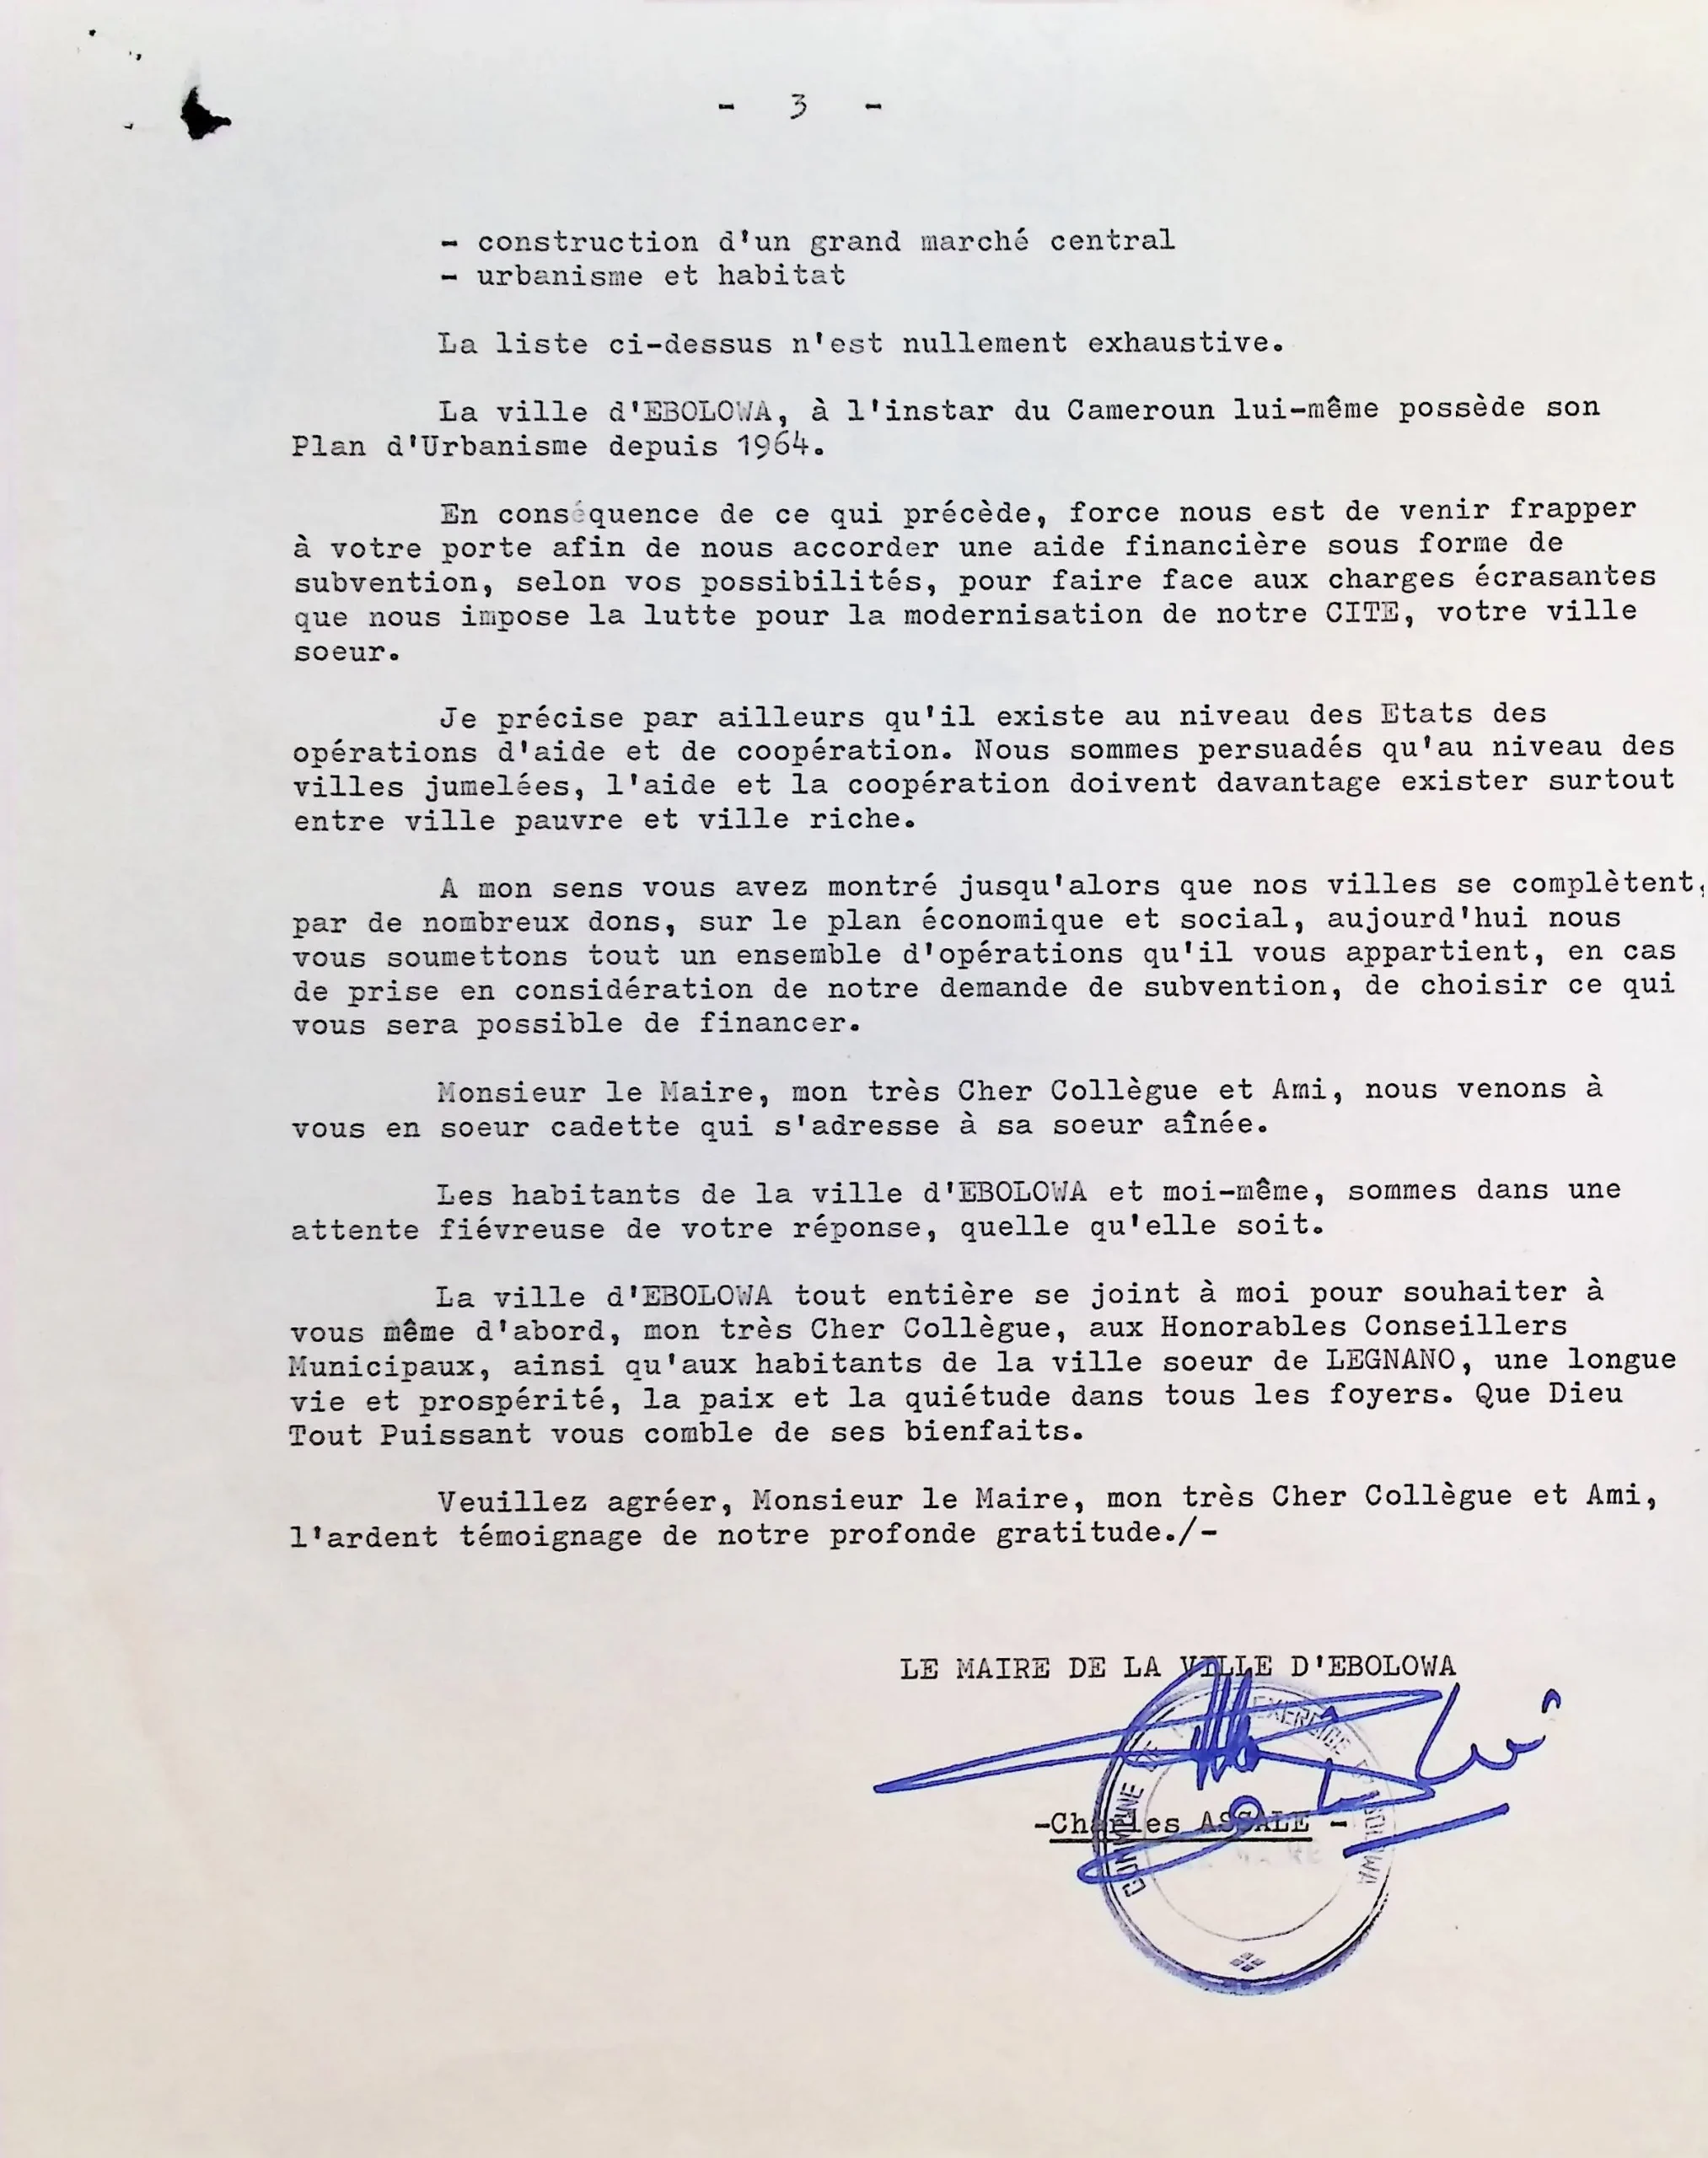 - 3 -
- construction d'un grand marché central
- urbanisme et habitat
La liste ci-dessus n'est nullement exhaustive.
La ville d'EBOLOWA, à l'instar du Cameroun lui-même possède son
Plan d'Urbanisme depuis 1964.
En conséquence de ce qui précède, force nous est de venir frapper
à votre porte afin de nous accorder une aide financière sous forme de
subvention, selon vos possibilités, pour faire face aux charges écrasantes
que nous impose la lutte pour la modernisation de notre CITE, votre ville
soeur.
Je précise par ailleurs qu'il existe au niveau des Etats des
opérations d'aide et de coopération. Nous sommes persuadés qu'au niveau des
villes jumelées, l'aide et la coopération doivent davantage exister surtout
entre ville pauvre et ville riche.
A mon sens vous avez montré jusqu'alors que nos villes se complètent,
par de nombreux dons, sur le plan économique et social, aujourd'hui nous
vous soumettons tout un ensemble d'opérations qu'il vous appartient, en cas
de prise en considération de notre demande de subvention, de choisir ce qui
vous sera possible de financer.
Monsieur le Maire, mon très Cher Collègue et Ami, nous venons à
vous en soeur cadette qui s'adresse à sa soeur aînée.
Les habitants de la ville d'EBOLOWA et moi-même, sommes dans une
attente fiévreuse de votre réponse, quelle qu'elle soit.
La ville d'EBOLOWA tout entière se joint à moi pour souhaiter à
vous même d'abord, mon très Cher Collègue, aux Honorables Conseillers
Municipaux, ainsi qu'aux habitants de la ville soeur de LEGNANO, une longue
vie et prospérité, la paix et la quiétude dans tous les foyers. Que Dieu
Tout Puissant vous comble de ses bienfaits.
Veuillez agréer, Monsieur le Maire, mon très Cher Collègue et Ami,
l'ardent témoignage de notre profonde gratitude./-
LE MAIRE DE LA VILLE D'EBOLOWA
-Charles ASSALE -
COMMUNE DE EXERCICE D'EBOLOWA